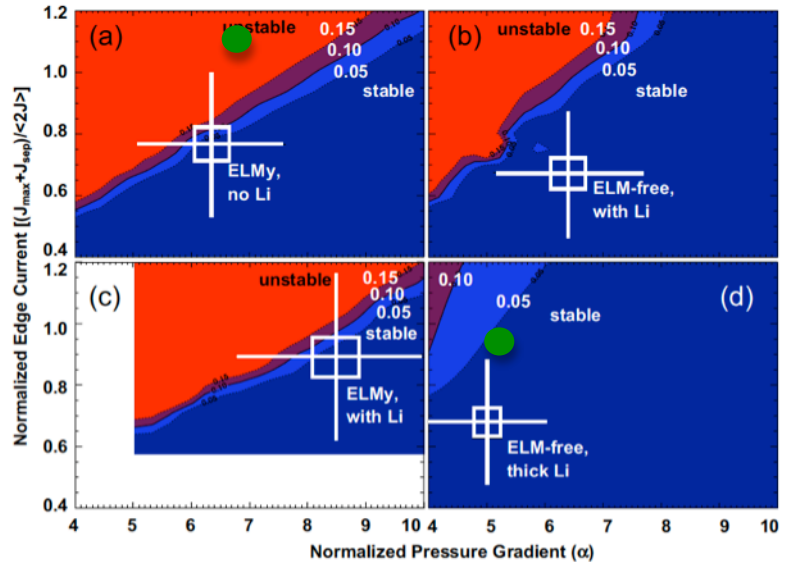 (a)
unstable
0.15
0.10
0.05
stable
ELMy,
no Li
(b)
unstable
0.15
0.10
0.05
stable
ELM-free,
with Li
(c)
unstable
0.15
0.10
0.05
stable
ELMy,
with Li
(d)
0.10
0.05
stable
ELM-free,
thick Li
Normalized Edge Current [(J_max+J_sep)/<2J>]
1.2
1.0
0.8
0.6
0.4
1.2
1.0
0.8
0.6
0.4
4 5 6 7 8 9 10
5 6 7 8 9 10
Normalized Pressure Gradient (α)